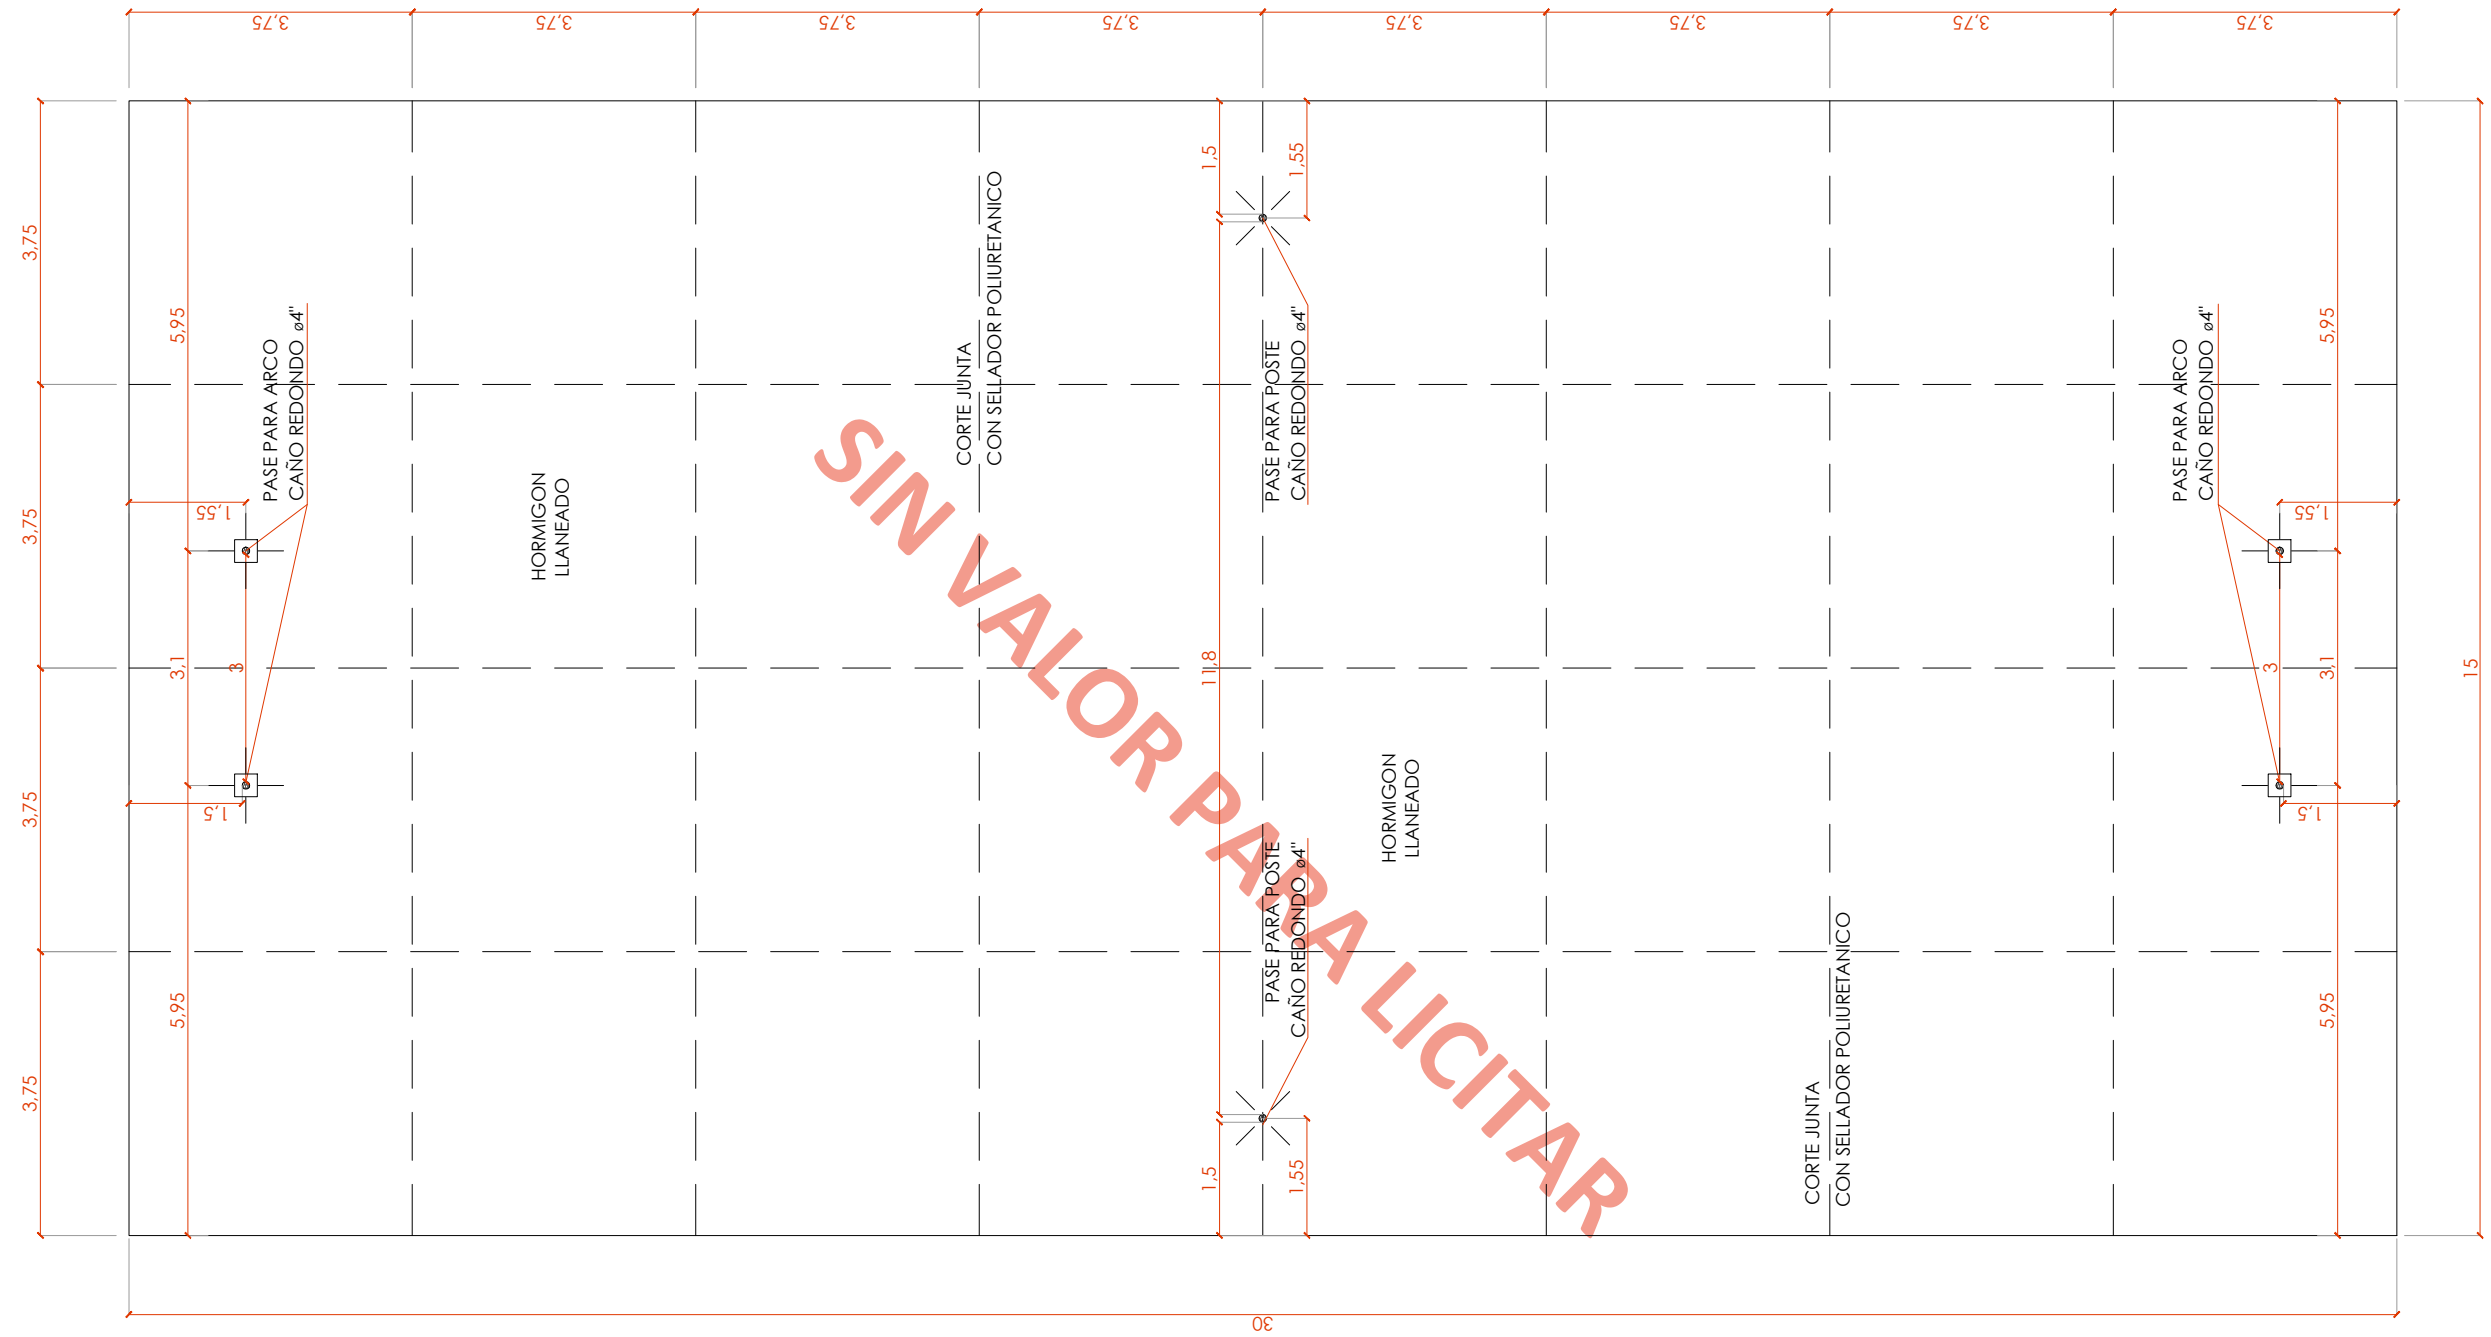 3,75
3,75
3,75
3,75
3,75
3,75
3,75
3,75
3,75
3,75
3,75
3,75
30
15
5,95
3,1
5,95
3
1,55
1,5
PASE PARA ARCO
CAÑO REDONDO ø4"
HORMIGON
LLANEADO
CORTE JUNTA
CON SELLADOR POLIURETANICO
1,5
1,55
11,8
PASE PARA POSTE
CAÑO REDONDO ø4"
PASE PARA POSTE
CAÑO REDONDO ø4"
1,5
1,55
HORMIGON
LLANEADO
CORTE JUNTA
CON SELLADOR POLIURETANICO
PASE PARA ARCO
CAÑO REDONDO ø4"
1,55
1,5
3
5,95
3,1
5,95
SIN VALOR PARA LICITAR